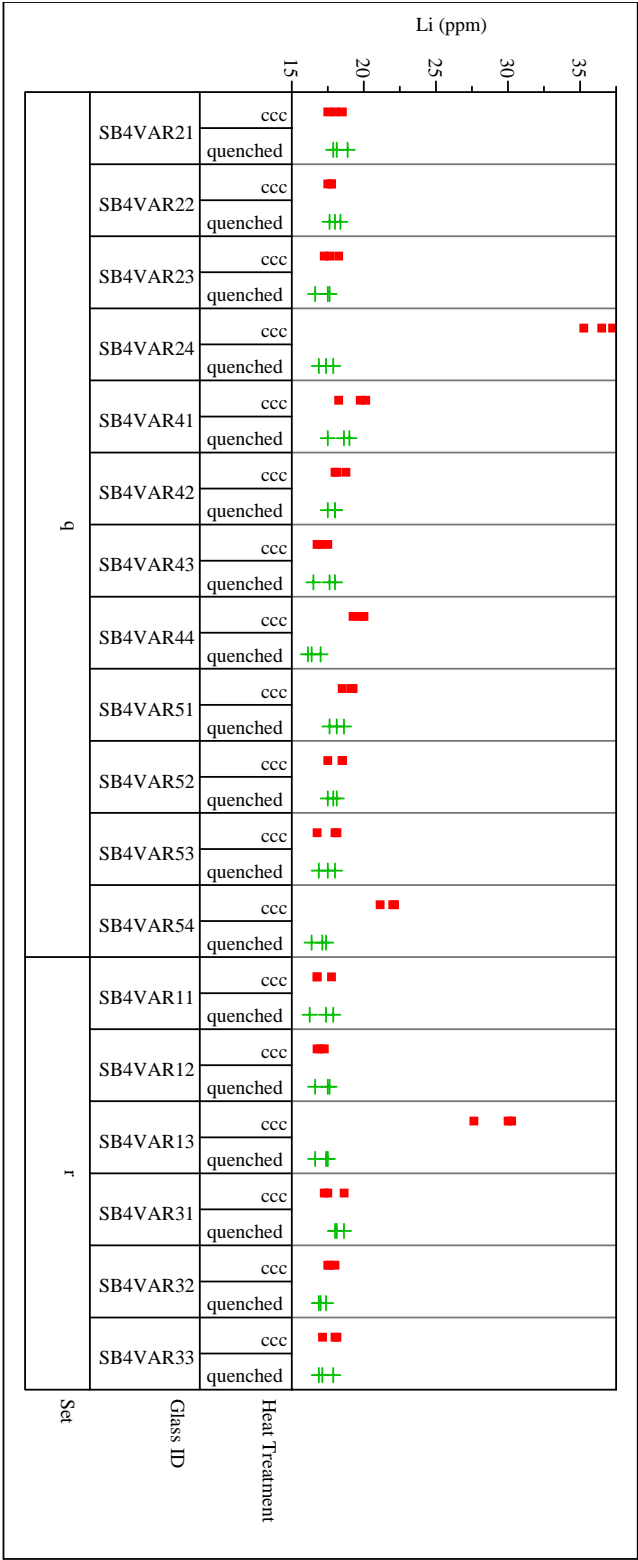 Li (ppm)
15 20 25 30 35
ccc
SB4VAR21
quenched
ccc
SB4VAR22
quenched
ccc
SB4VAR23
quenched
ccc
SB4VAR24
quenched
ccc
SB4VAR41
quenched
ccc
SB4VAR42
quenched
q
ccc
SB4VAR43
quenched
ccc
SB4VAR44
quenched
ccc
SB4VAR51
quenched
ccc
SB4VAR52
quenched
ccc
SB4VAR53
quenched
ccc
SB4VAR54
quenched
ccc
SB4VAR11
quenched
ccc
SB4VAR12
quenched
ccc
SB4VAR13
quenched
r
ccc
SB4VAR31
quenched
ccc
SB4VAR32
quenched
ccc
SB4VAR33
quenched
Set
Glass ID
Heat Treatment